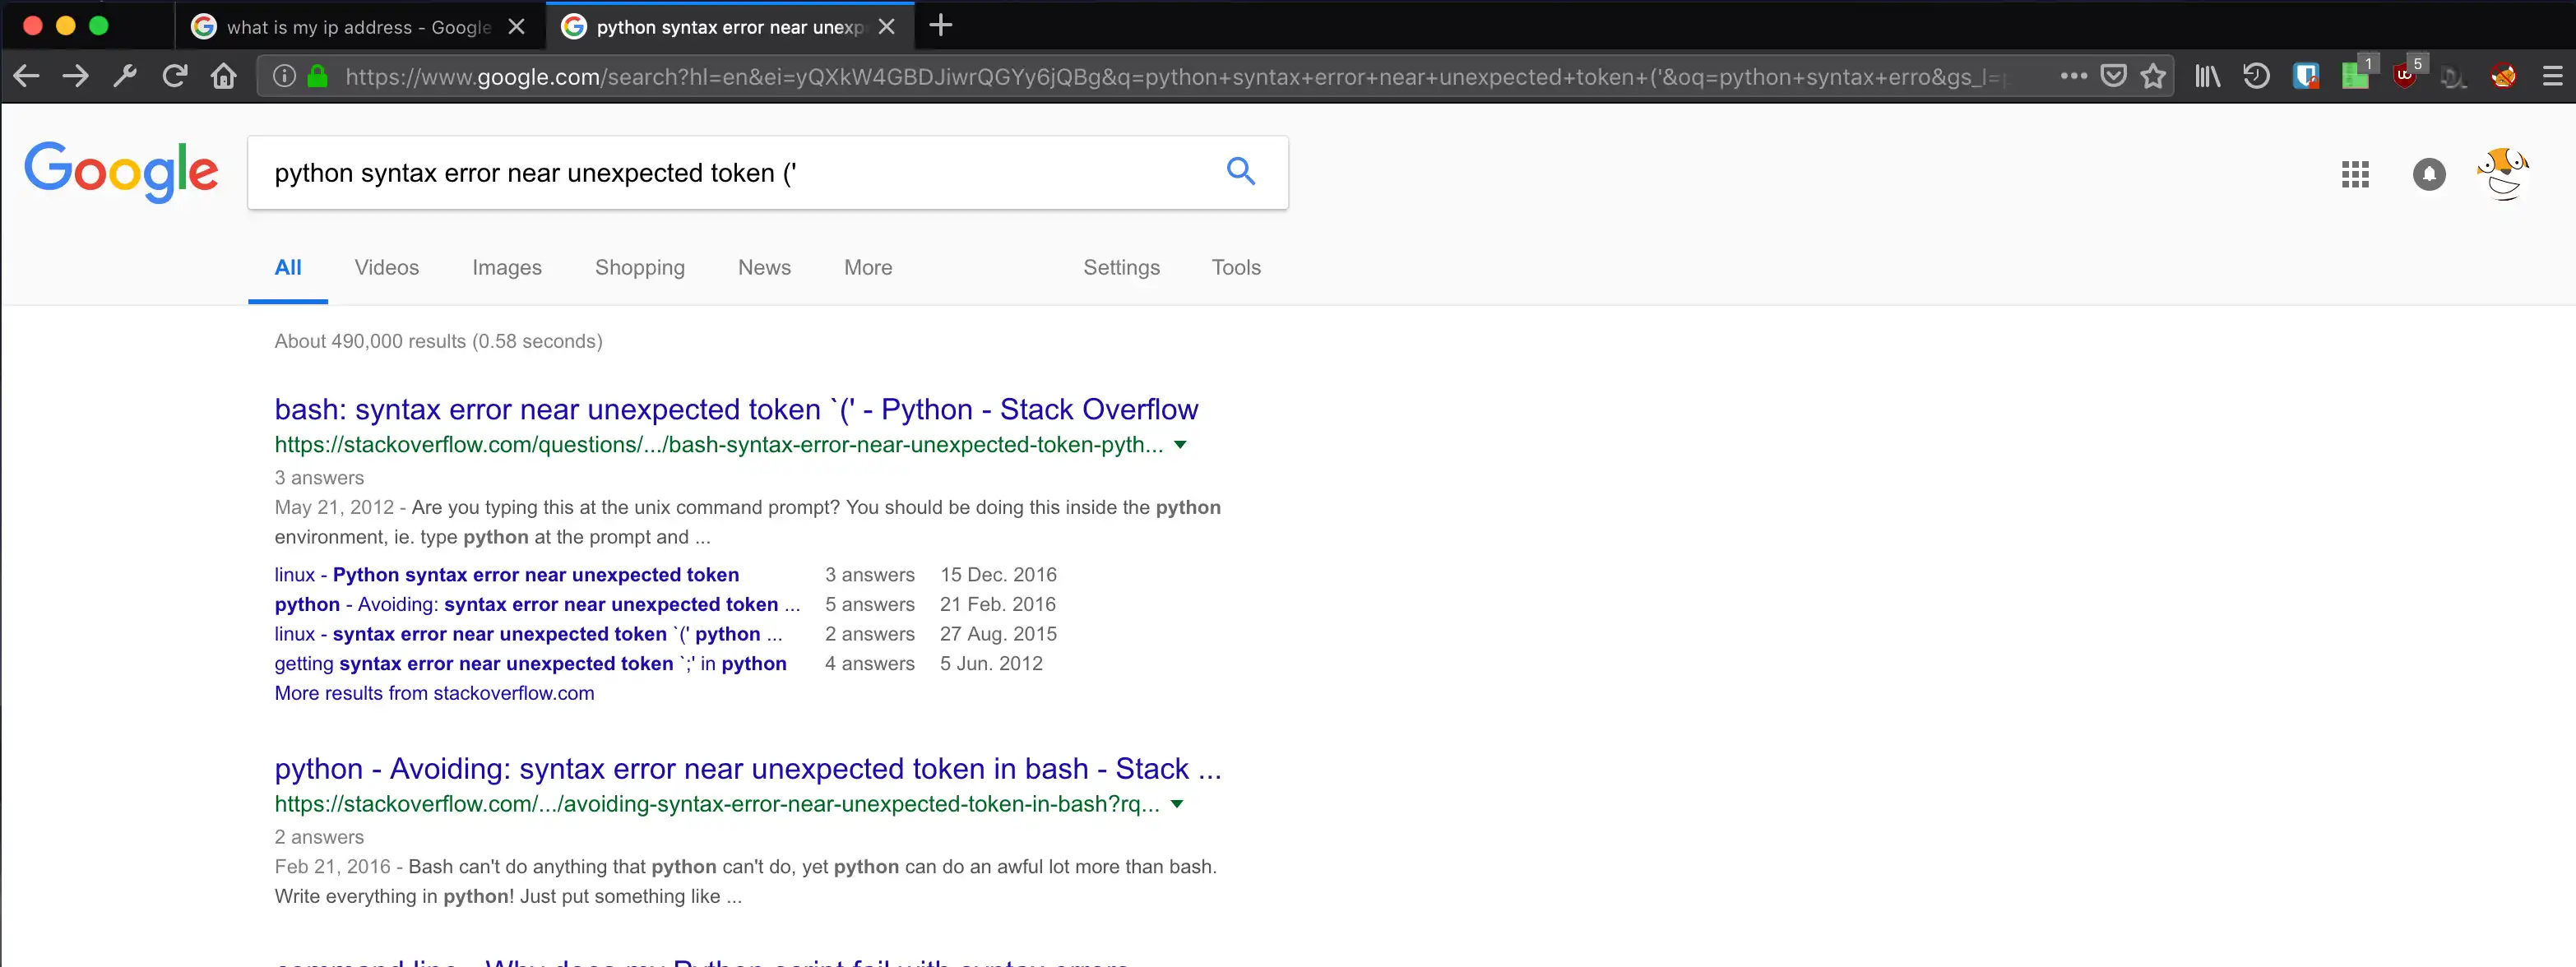 what is my ip address - Google
python syntax error near unexp
https://www.google.com/search?hl=en&ei=yQXkW4GBDJiwrQGYy6jQBg&q=python+syntax+error+near+unexpected+token+('&oq=python+syntax+erro&gs_l=p
1
5
Google
python syntax error near unexpected token ('
All Videos Images Shopping News More Settings Tools
About 490,000 results (0.58 seconds)
bash: syntax error near unexpected token `(' - Python - Stack Overflow
https://stackoverflow.com/questions/.../bash-syntax-error-near-unexpected-token-pyth...
3 answers
May 21, 2012 - Are you typing this at the unix command prompt? You should be doing this inside the python
environment, ie. type python at the prompt and ...
linux - Python syntax error near unexpected token 3 answers 15 Dec. 2016
python - Avoiding: syntax error near unexpected token ... 5 answers 21 Feb. 2016
linux - syntax error near unexpected token `(' python ... 2 answers 27 Aug. 2015
getting syntax error near unexpected token `;' in python 4 answers 5 Jun. 2012
More results from stackoverflow.com
python - Avoiding: syntax error near unexpected token in bash - Stack ...
https://stackoverflow.com/.../avoiding-syntax-error-near-unexpected-token-in-bash?rq...
2 answers
Feb 21, 2016 - Bash can't do anything that python can't do, yet python can do an awful lot more than bash.
Write everything in python! Just put something like ...
command line - Why does my Python script fail with syntax errors